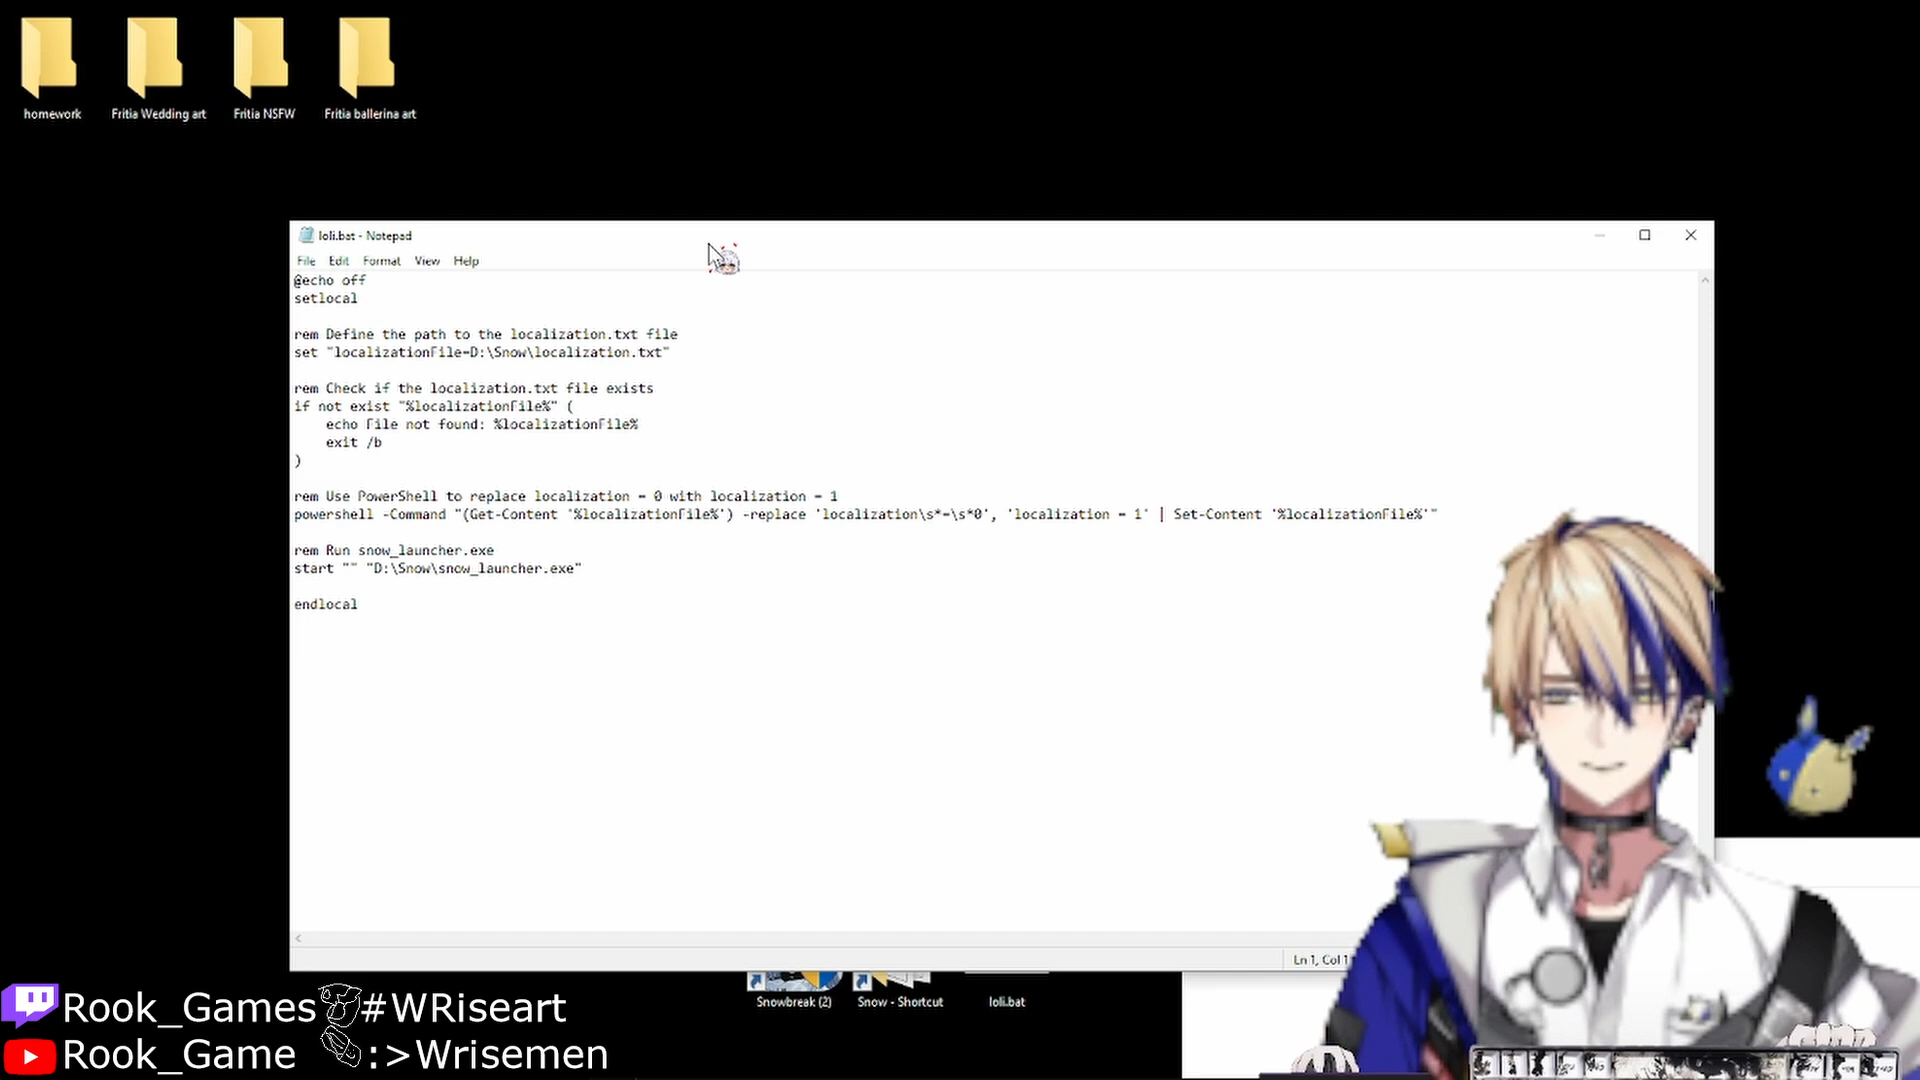 homework
Fritia Wedding art
Fritia NSFW
Fritia ballerina art
loli.bat - Notepad
File Edit Format View Help
@echo off
setlocal
rem Define the path to the localization.txt file
set "localizationFile=D:\Snow\localization.txt"
rem Check if the localization.txt file exists
if not exist "%localizationFile%" (
echo File not found: %localizationFile%
exit /b
)
rem Use PowerShell to replace localization = 0 with localization = 1
powershell -Command "(Get-Content '%localizationFile%') -replace 'localization\s*=\s*0', 'localization = 1' | Set-Content '%localizationFile%'"
rem Run snow_launcher.exe
start "" "D:\Snow\snow_launcher.exe"
endlocal
Ln 1, Col 1
Snowbreak (2)
Snow - Shortcut
loli.bat
Rook_Games #WRiseart
Rook_Game :>Wrisemen